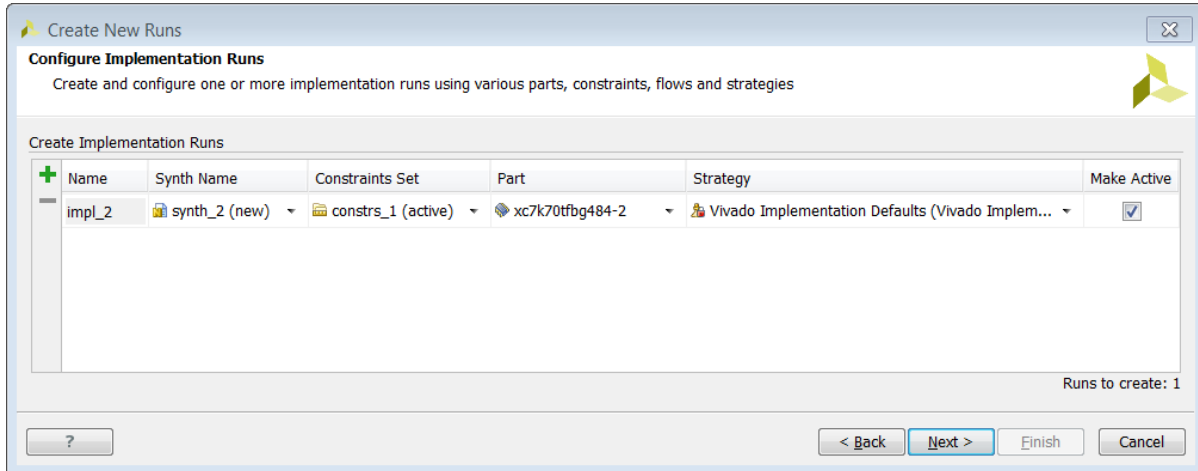 Create New Runs
Configure Implementation Runs
Create and configure one or more implementation runs using various parts, constraints, flows and strategies
Create Implementation Runs
Name Synth Name Constraints Set Part Strategy Make Active
impl_2 synth_2 (new) constrs_1 (active) xc7k70tfbg484-2 Vivado Implementation Defaults (Vivado Implem...
Runs to create: 1
? < Back Next > Finish Cancel